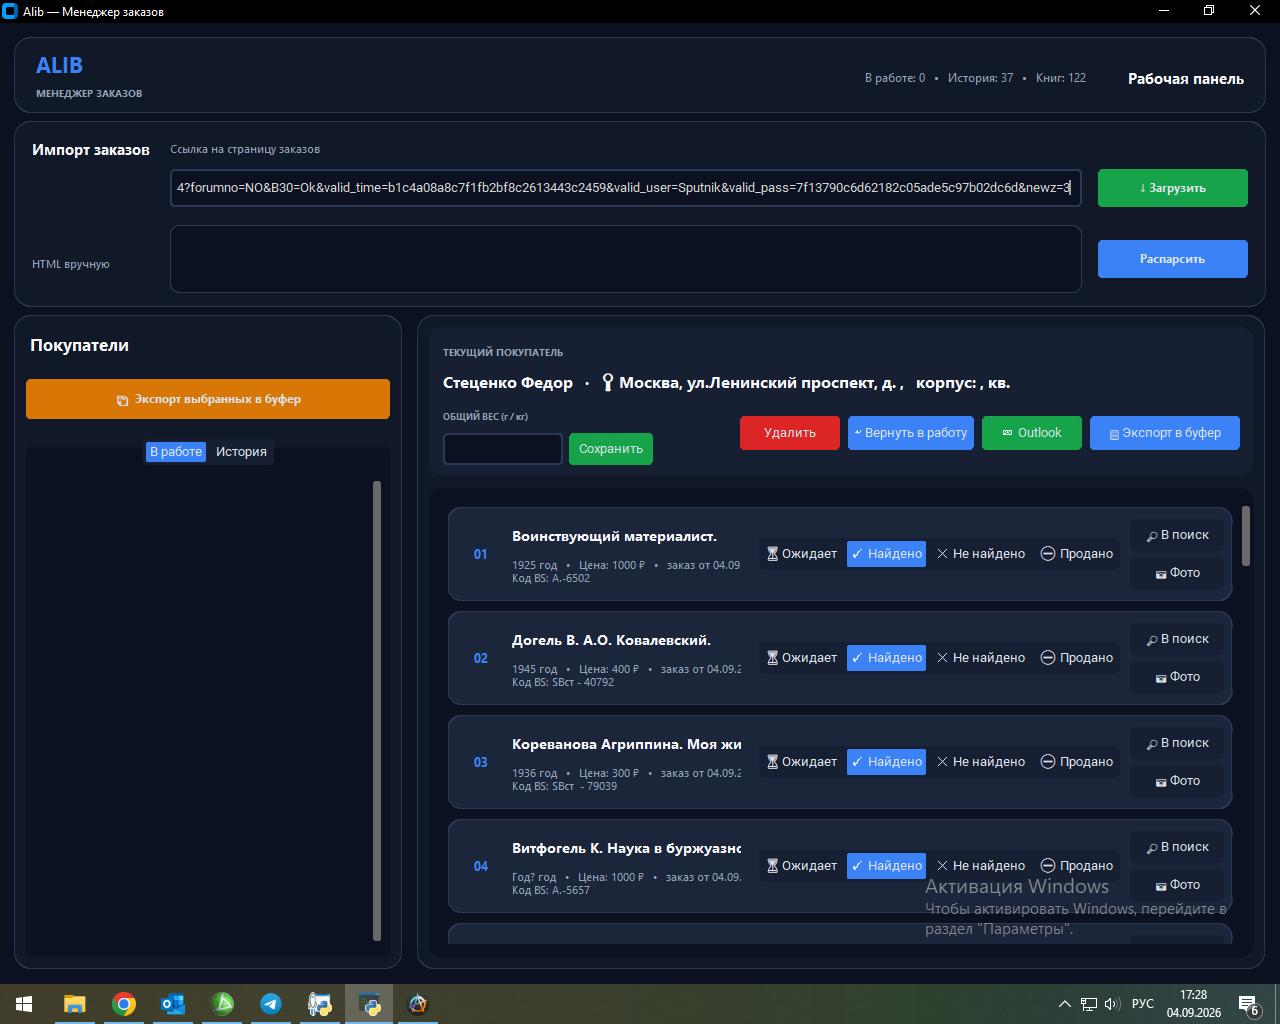 Alib — Менеджер заказов
ALIB
МЕНЕДЖЕР ЗАКАЗОВ
В работе: 0 • История: 37 • Книг: 122
Рабочая панель
Импорт заказов
Ссылка на страницу заказов
4?forumno=NO&B30=Ok&valid_time=b1c4a08a8c7f1fb2bf8c2613443c2459&valid_user=Sputnik&valid_pass=7f13790c6d62182c05ade5c97b02dc6d&newz=3
↓ Загрузить
HTML вручную
Распарсить
Покупатели
Экспорт выбранных в буфер
В работе История
ТЕКУЩИЙ ПОКУПАТЕЛЬ
Стеценко Федор · Москва, ул.Ленинский проспект, д. , корпус: , кв.
ОБЩИЙ ВЕС (г / кг)
Сохранить
Удалить
Вернуть в работу
Outlook
Экспорт в буфер
01
Воинствующий материалист.
1925 год • Цена: 1000 ₽ • заказ от 04.09
Код BS: А.-6502
Ожидает ✓ Найдено × Не найдено Продано
В поиск
Фото
02
Догель В. А.О. Ковалевский.
1945 год • Цена: 400 ₽ • заказ от 04.09.2
Код BS: SBст - 40792
Ожидает ✓ Найдено × Не найдено Продано
В поиск
Фото
03
Кореванова Агриппина. Моя жи
1936 год • Цена: 300 ₽ • заказ от 04.09.2
Код BS: SBст - 79039
Ожидает ✓ Найдено × Не найдено Продано
В поиск
Фото
04
Витфогель К. Наука в буржуазно
Год? год • Цена: 1000 ₽ • заказ от 04.09.
Код BS: А.-5657
Ожидает ✓ Найдено × Не найдено Продано
В поиск
Фото
Активация Windows
Чтобы активировать Windows, перейдите в
раздел "Параметры".
РУС
17:28
04.09.2026
6